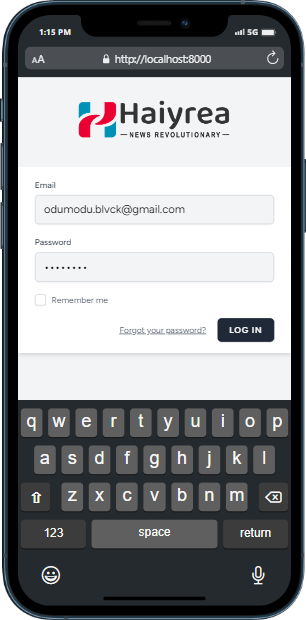 1:15 PM
5G
AA
http://localhost:8000
Haiyrea
NEWS REVOLUTIONARY
Email
odumodu.blvck@gmail.com
Password
••••••••
Remember me
Forgot your password?
LOG IN
q w e r t y u i o p
a s d f g h j k l
z x c v b n m
123 space return